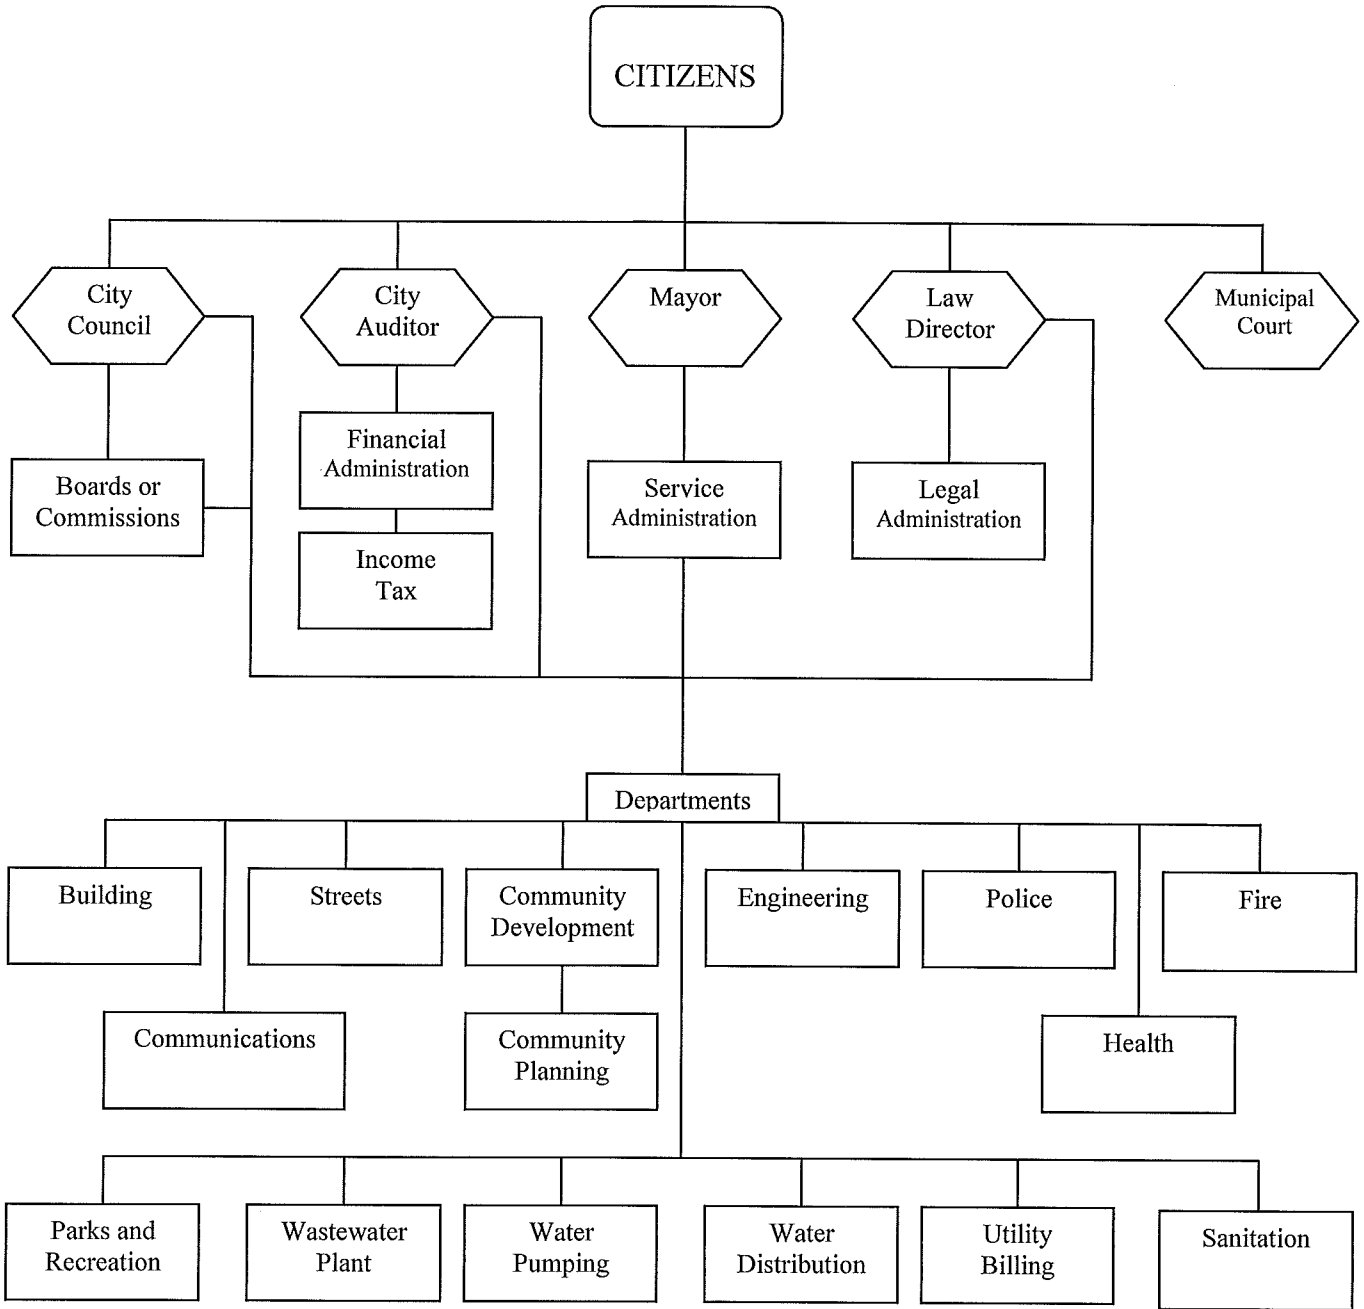 CITIZENS
City
Council
City
Auditor
Mayor
Law
Director
Municipal
Court
Financial
Administration
Boards or
Commissions
Service
Administration
Legal
Administration
Income
Tax
Departments
Building
Streets
Community
Development
Engineering
Police
Fire
Communications
Community
Planning
Health
Parks and
Recreation
Wastewater
Plant
Water
Pumping
Water
Distribution
Utility
Billing
Sanitation